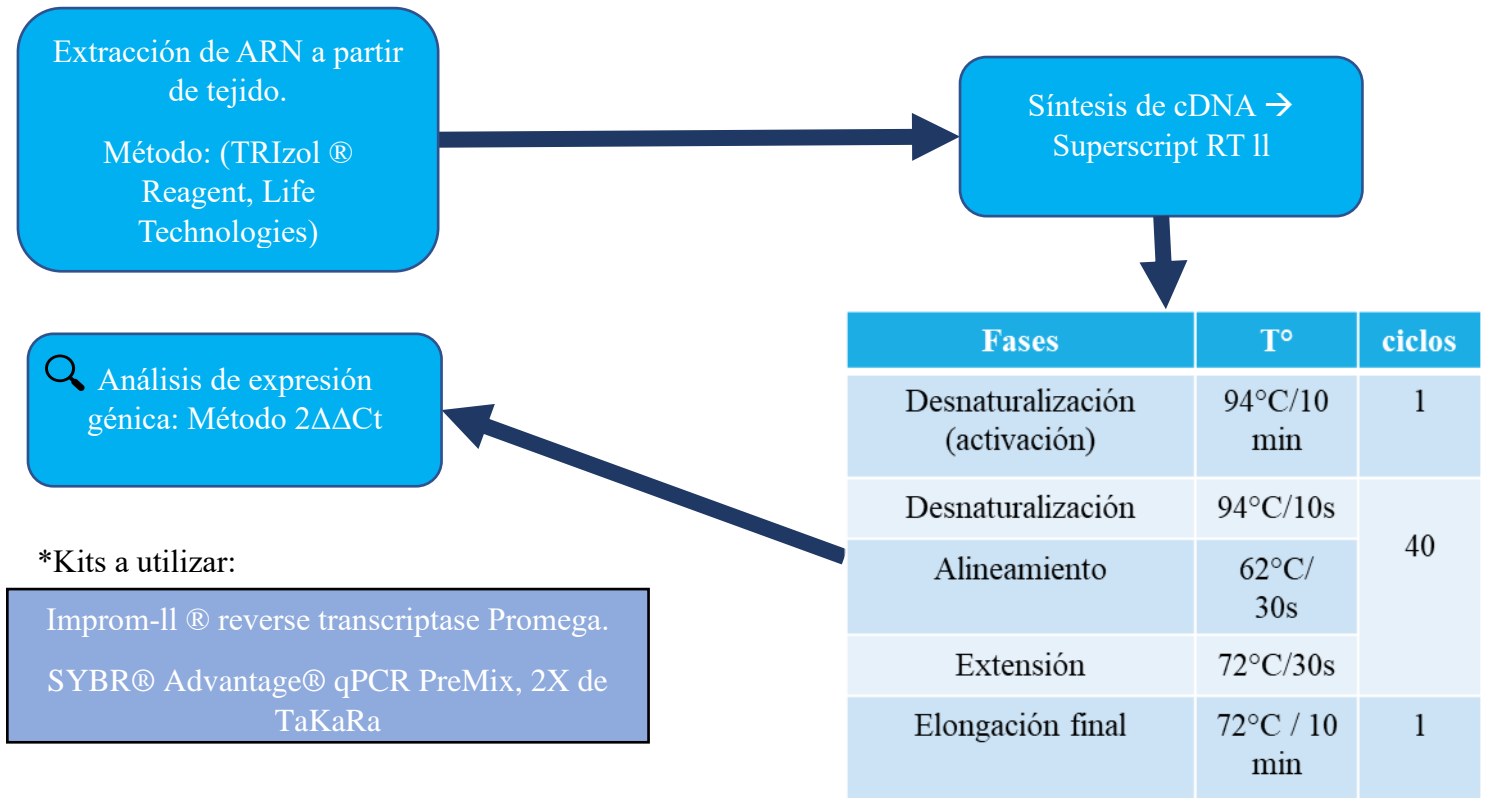 Extracción de ARN a partir
de tejido.
Método: (TRIzol ®
Reagent, Life
Technologies)
Síntesis de cDNA →
Superscript RT ll
Fases T° ciclos
Desnaturalización
(activación)
94°C/10
min
1
Desnaturalización 94°C/10s
40
Alineamiento
62°C/
30s
Extensión 72°C/30s
Elongación final
72°C / 10
min
1
Análisis de expresión
génica: Método 2ΔΔCt
*Kits a utilizar:
Improm-ll ® reverse transcriptase Promega.
SYBR® Advantage® qPCR PreMix, 2X de
TaKaRa